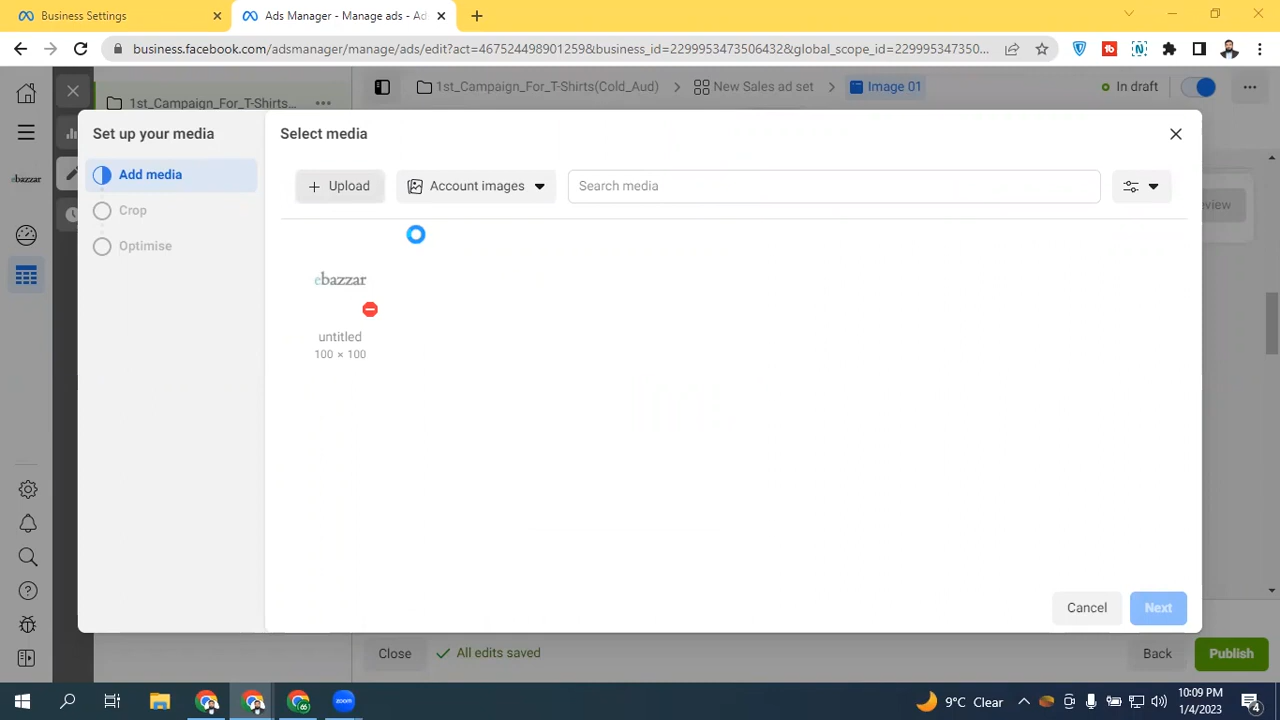 Business Settings
Ads Manager - Manage ads - Ad
business.facebook.com/adsmanager/manage/ads/edit?act=467524498901259&business_id=2299953473506432&global_scope_id=229995347350...
1st_Campaign_For_T-Shirts...
1st_Campaign_For_T-Shirts(Cold_Aud)
New Sales ad set
Image 01
In draft
Set up your media
Select media
Add media
Upload
Account images
Search media
ebazzar
Crop
Optimise
ebazzar
untitled
100 × 100
Cancel
Next
Close
All edits saved
Back
Publish
zoom
9°C Clear
10:09 PM
1/4/2023
4